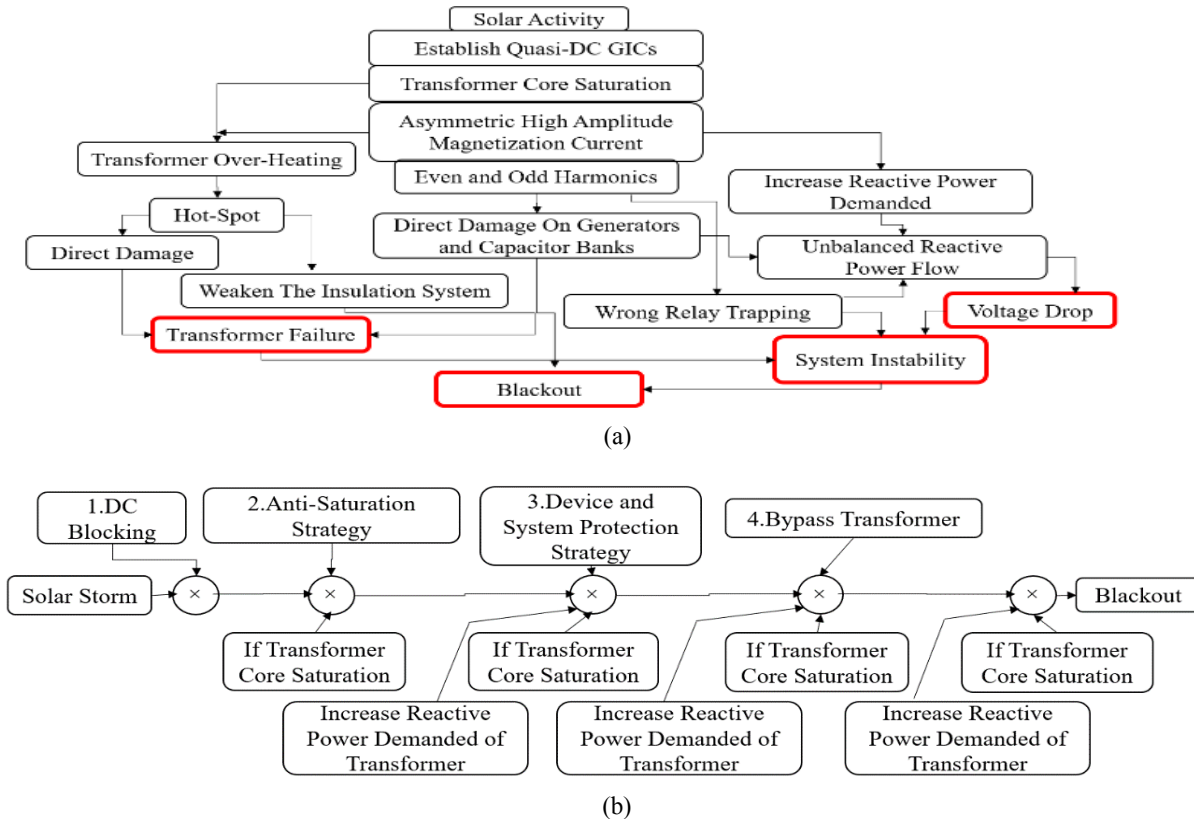 Solar Activity
Establish Quasi-DC GICs
Transformer Core Saturation
Asymmetric High Amplitude
Magnetization Current
Transformer Over-Heating
Even and Odd Harmonics
Increase Reactive Power
Demanded
Hot-Spot
Direct Damage On Generators
and Capacitor Banks
Direct Damage
Unbalanced Reactive
Power Flow
Weaken The Insulation System
Wrong Relay Trapping
Voltage Drop
Transformer Failure
System Instability
Blackout
(a)
1.DC
Blocking
2.Anti-Saturation
Strategy
3.Device and
System Protection
Strategy
4.Bypass Transformer
Solar Storm
×
×
×
×
×
Blackout
If Transformer
Core Saturation
If Transformer
Core Saturation
If Transformer
Core Saturation
If Transformer
Core Saturation
Increase Reactive
Power Demanded of
Transformer
Increase Reactive
Power Demanded of
Transformer
Increase Reactive
Power Demanded of
Transformer
(b)